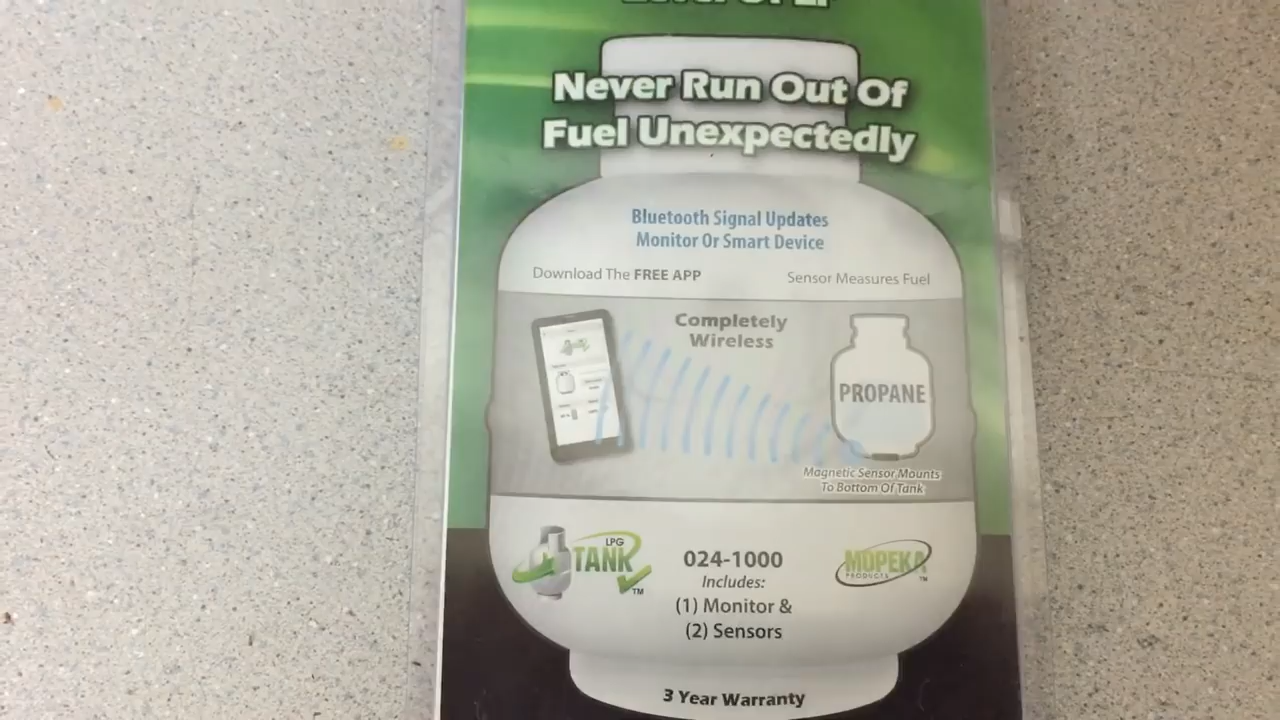 Never Run Out Of
Fuel Unexpectedly
Bluetooth Signal Updates
Monitor Or Smart Device
Download The FREE APP
Sensor Measures Fuel
Completely
Wireless
PROPANE
Magnetic Sensor Mounts
To Bottom Of Tank
LPG
TANK
TM
024-1000
Includes:
(1) Monitor &
(2) Sensors
MOPEKA
PRODUCTS
TM
3 Year Warranty